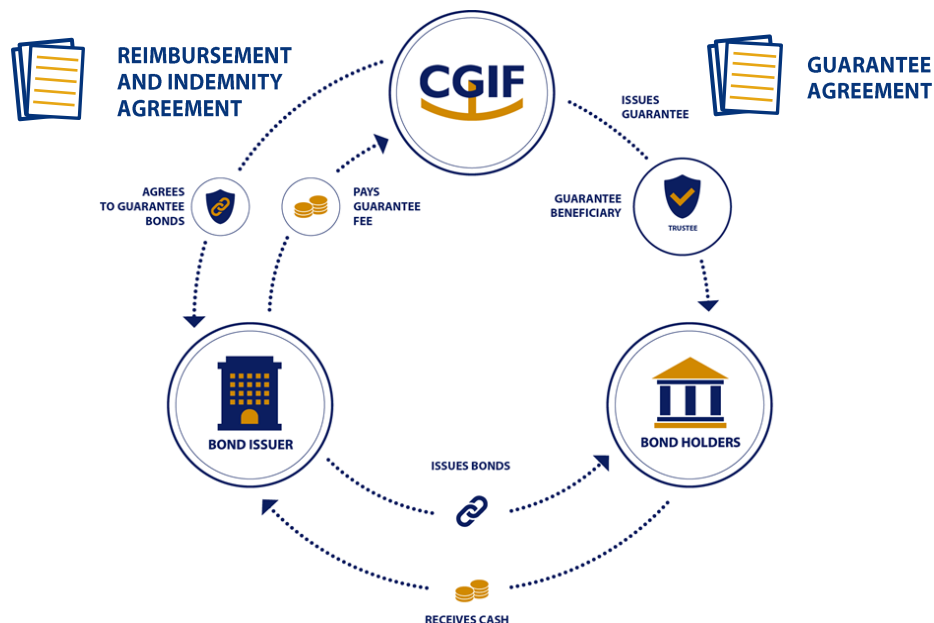 REIMBURSEMENT
AND INDEMNITY
AGREEMENT
CGIF
GUARANTEE
AGREEMENT
ISSUES
GUARANTEE
AGREES
TO GUARANTEE
BONDS
PAYS
GUARANTEE
FEE
GUARANTEE
BENEFICIARY
TRUSTEE
BOND ISSUER
BOND HOLDERS
ISSUES BONDS
RECEIVES CASH